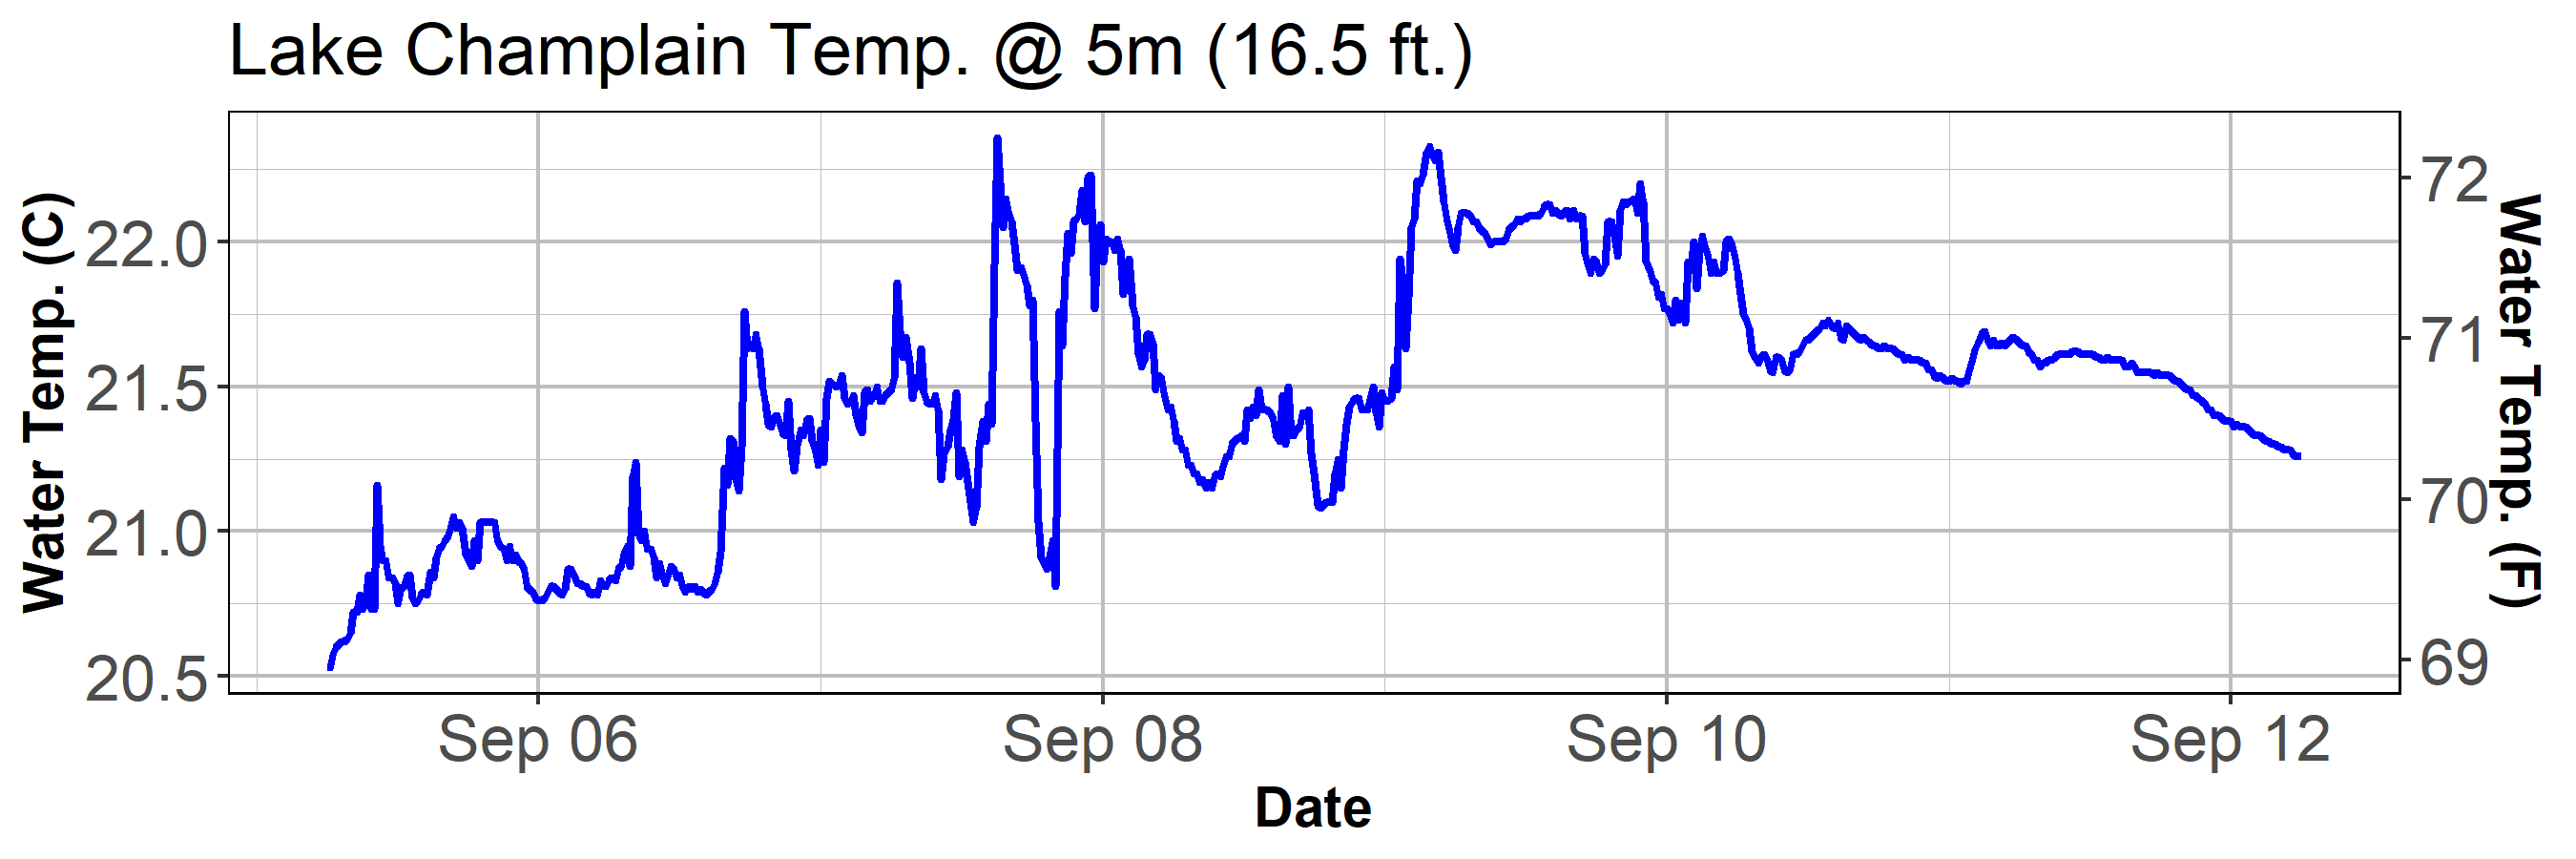 Lake Champlain Temp. @ 5m (16.5 ft.)
Water Temp. (C)
22.0
21.5
21.0
20.5
72
71
70
69
Water Temp. (F)
Sep 06
Sep 08
Sep 10
Sep 12
Date